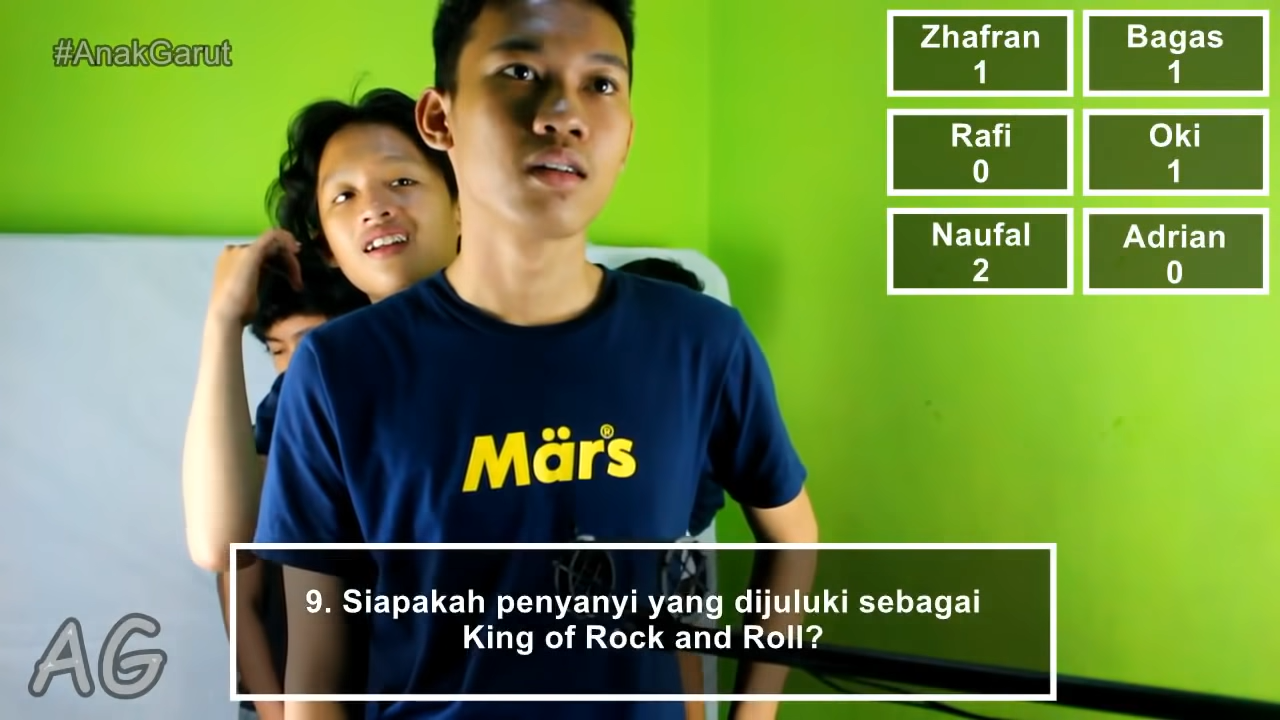 #AnakGarut
Zhafran
1
Bagas
1
Rafi
0
Oki
1
Naufal
2
Adrian
0
Märs®
9. Siapakah penyanyi yang dijuluki sebagai
King of Rock and Roll?
AG